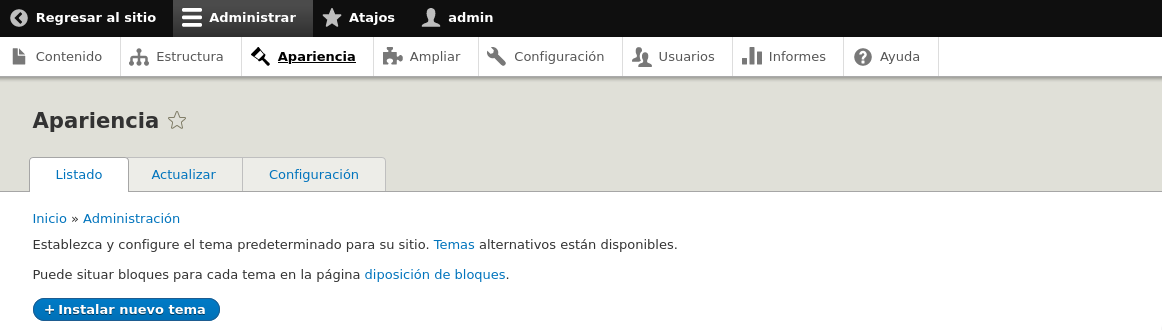 Regresar al sitio Administrar Atajos admin
Contenido Estructura Apariencia Ampliar Configuración Usuarios Informes Ayuda
Apariencia
Listado Actualizar Configuración
Inicio » Administración
Establezca y configure el tema predeterminado para su sitio. Temas alternativos están disponibles.
Puede situar bloques para cada tema en la página diposición de bloques.
+ Instalar nuevo tema